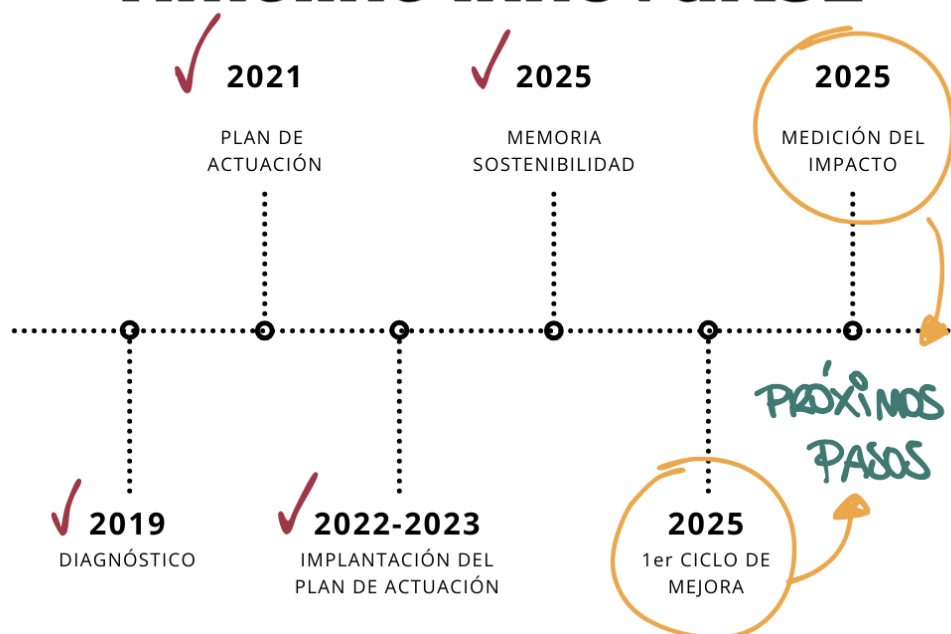 2021
PLAN DE
ACTUACIÓN
2025
MEMORIA
SOSTENIBILIDAD
2025
MEDICIÓN DEL
IMPACTO
PRÓXIMOS
PASOS
2019
DIAGNÓSTICO
2022-2023
IMPLANTACIÓN DEL
PLAN DE ACTUACIÓN
2025
1er CICLO DE
MEJORA